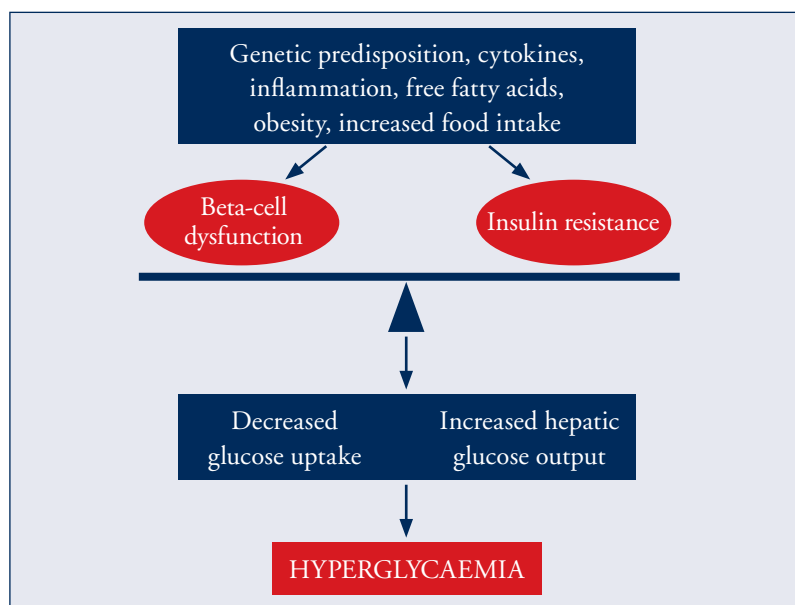 Genetic predisposition, cytokines,
inflammation, free fatty acids,
obesity, increased food intake
Beta-cell
dysfunction
Insulin resistance
Decreased
glucose uptake
Increased hepatic
glucose output
HYPERGLYCAEMIA